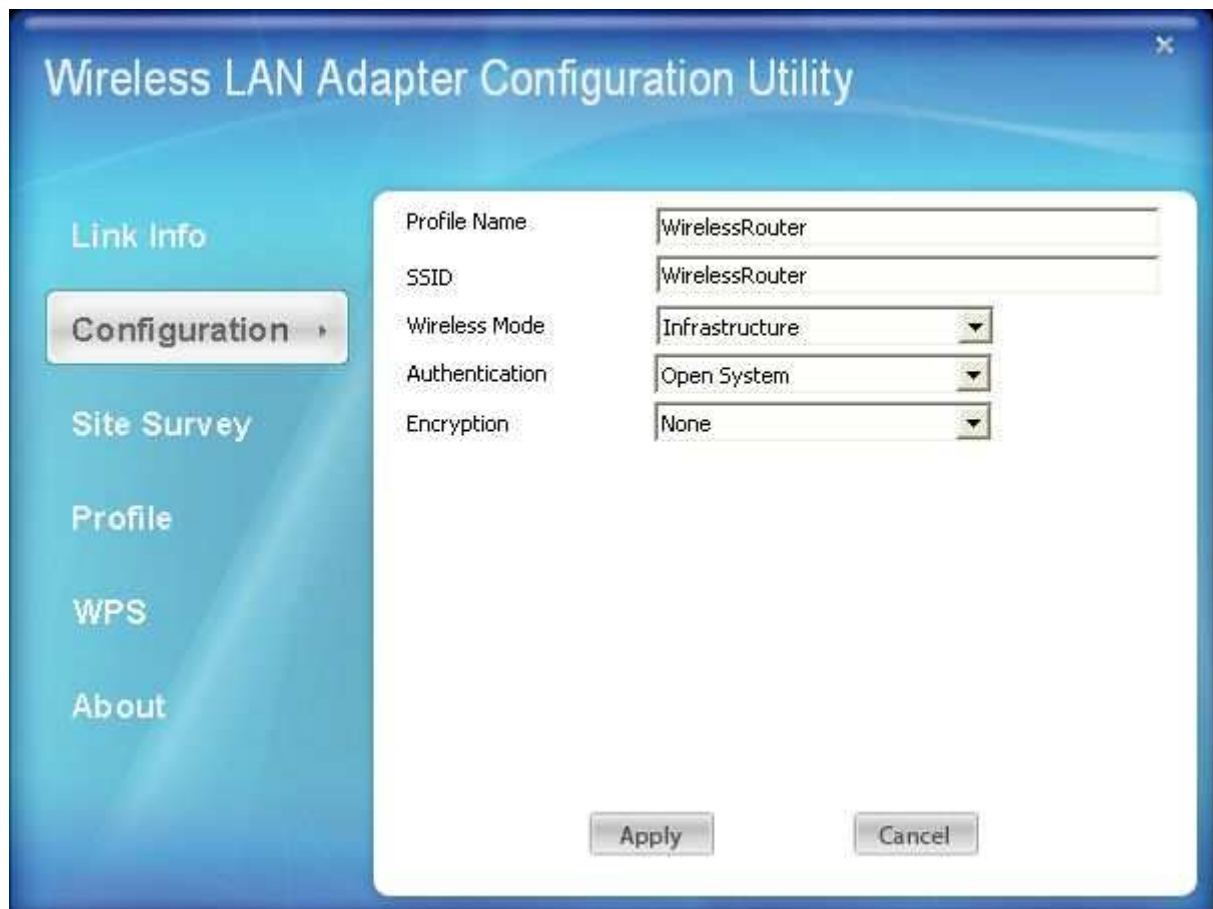 Wireless LAN Adapter Configuration Utility
Link Info
Configuration
Site Survey
Profile
WPS
About
Profile Name WirelessRouter
SSID WirelessRouter
Wireless Mode Infrastructure
Authentication Open System
Encryption None
Apply Cancel